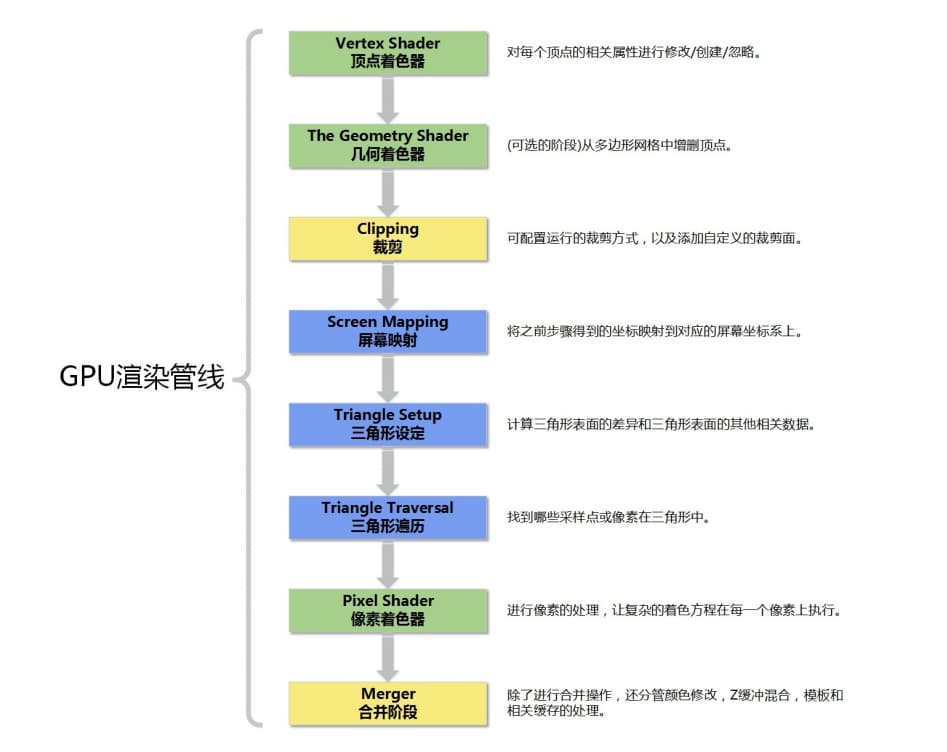 GPU渲染管线
Vertex Shader
顶点着色器
对每个顶点的相关属性进行修改/创建/忽略。
The Geometry Shader
几何着色器
(可选的阶段)从多边形网格中增删顶点。
Clipping
裁剪
可配置运行的裁剪方式，以及添加自定义的裁剪面。
Screen Mapping
屏幕映射
将之前步骤得到的坐标映射到对应的屏幕坐标系上。
Triangle Setup
三角形设定
计算三角形表面的差异和三角形表面的其他相关数据。
Triangle Traversal
三角形遍历
找到哪些采样点或像素在三角形中。
Pixel Shader
像素着色器
进行像素的处理，让复杂的着色方程在每一个像素上执行。
Merger
合并阶段
除了进行合并操作，还分管颜色修改，Z缓冲混合，模板和
相关缓存的处理。